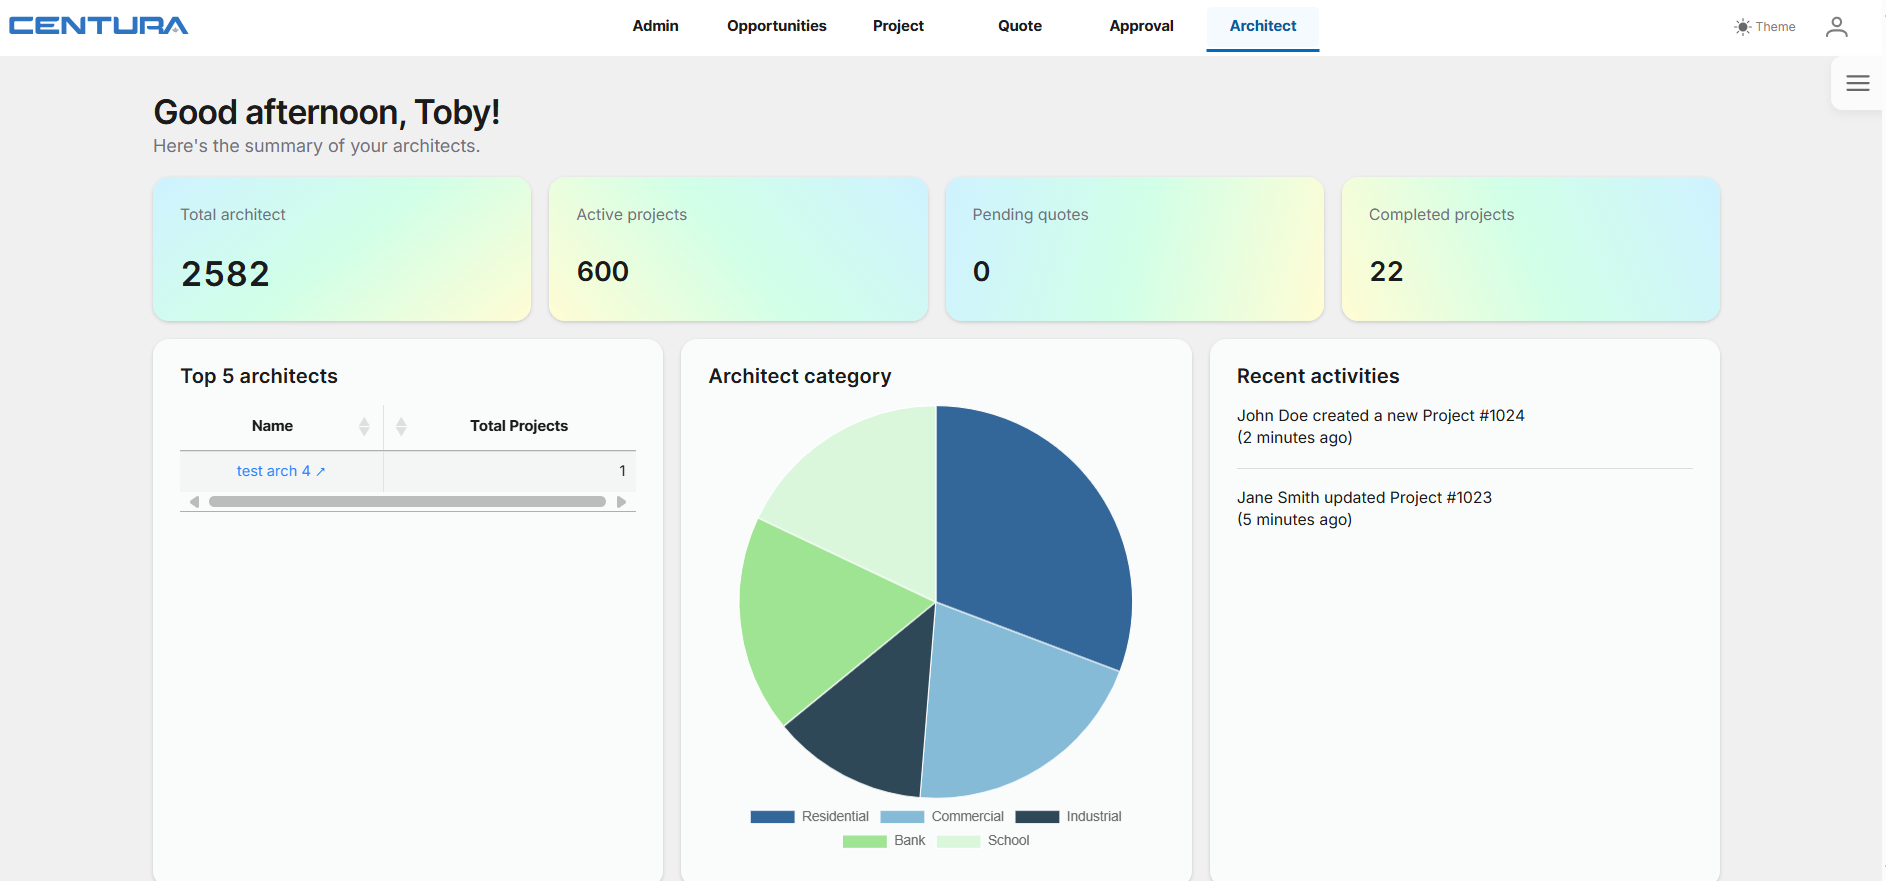 CENTURA
Admin
Opportunities
Project
Quote
Approval
Architect
Theme
Good afternoon, Toby!
Here's the summary of your architects.
Total architect
2582
Active projects
600
Pending quotes
0
Completed projects
22
Top 5 architects
Name
Total Projects
test arch 4 ↗
1
Architect category
Residential
Commercial
Industrial
Bank
School
Recent activities
John Doe created a new Project #1024
(2 minutes ago)
Jane Smith updated Project #1023
(5 minutes ago)